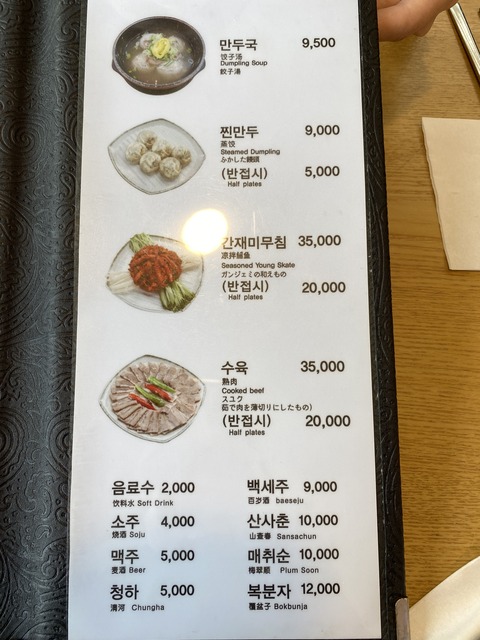 만두국 9,500
饺子汤
Dumpling Soup
餃子湯
찐만두 9,000
蒸饺
Steamed Dumpling
ふかした饅頭
(반접시) 5,000
Half plates
간재미무침 35,000
凉拌鳐鱼
Seasoned Young Skate
ガンジェミの和えもの
(반접시) 20,000
Half plates
수육 35,000
熟肉
Cooked beef
スユク
茹で肉を薄切りにしたもの)
(반접시) 20,000
Half plates
음료수 2,000
饮料水 Soft Drink
소주 4,000
烧酒 Soju
맥주 5,000
麦酒 Beer
청하 5,000
清河 Chungha
백세주 9,000
百岁酒 baeseju
산사춘 10,000
山查春 Sansachun
매취순 10,000
梅翠順 Plum Soon
복분자 12,000
覆盆子 Bokbunja